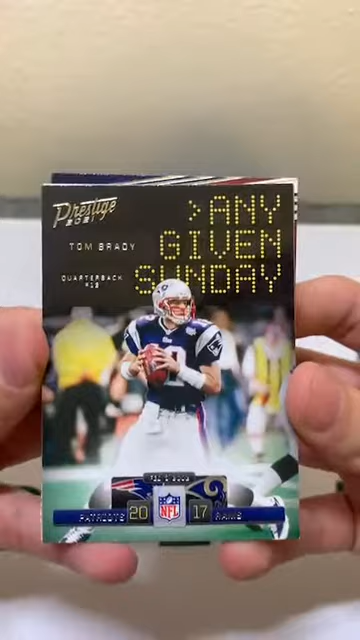 Prestige
2021
>ANY
GIVEN
SUNDAY
TOM BRADY
QUARTERBACK
#12
PATRIOTS 20 NFL 17 RAMS